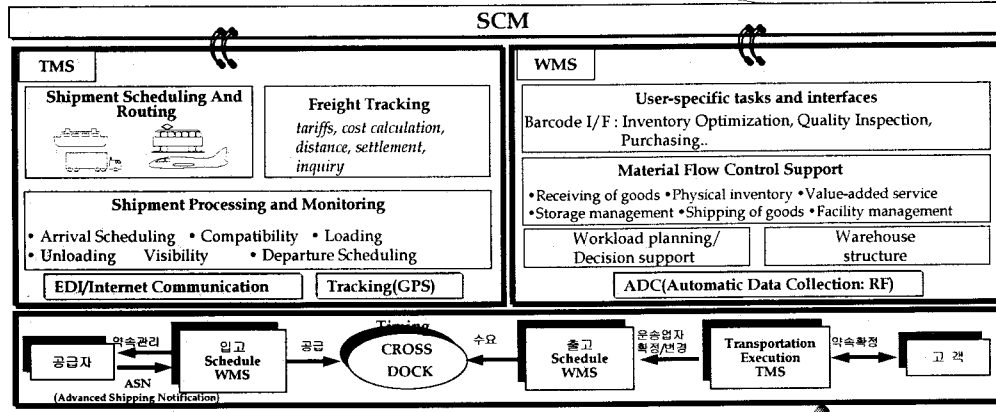 SCM
TMS
Shipment Scheduling And
Routing
Freight Tracking
tariffs, cost calculation,
distance, settlement,
inquiry
Shipment Processing and Monitoring
• Arrival Scheduling • Compatibility • Loading
• Unloading Visibility • Departure Scheduling
EDI/Internet Communication
Tracking(GPS)
WMS
User-specific tasks and interfaces
Barcode I/F : Inventory Optimization, Quality Inspection,
Purchasing..
Material Flow Control Support
•Receiving of goods •Physical inventory •Value-added service
•Storage management •Shipping of goods •Facility management
Workload planning/
Decision support
Warehouse
structure
ADC(Automatic Data Collection: RF)
공급자
약속관리
ASN
(Advanced Shipping Notification)
입고
Schedule
WMS
공급
Timing
CROSS
DOCK
수요
출고
Schedule
WMS
운송업자
확정/변경
Transportation
Execution
TMS
약속확정
고 객